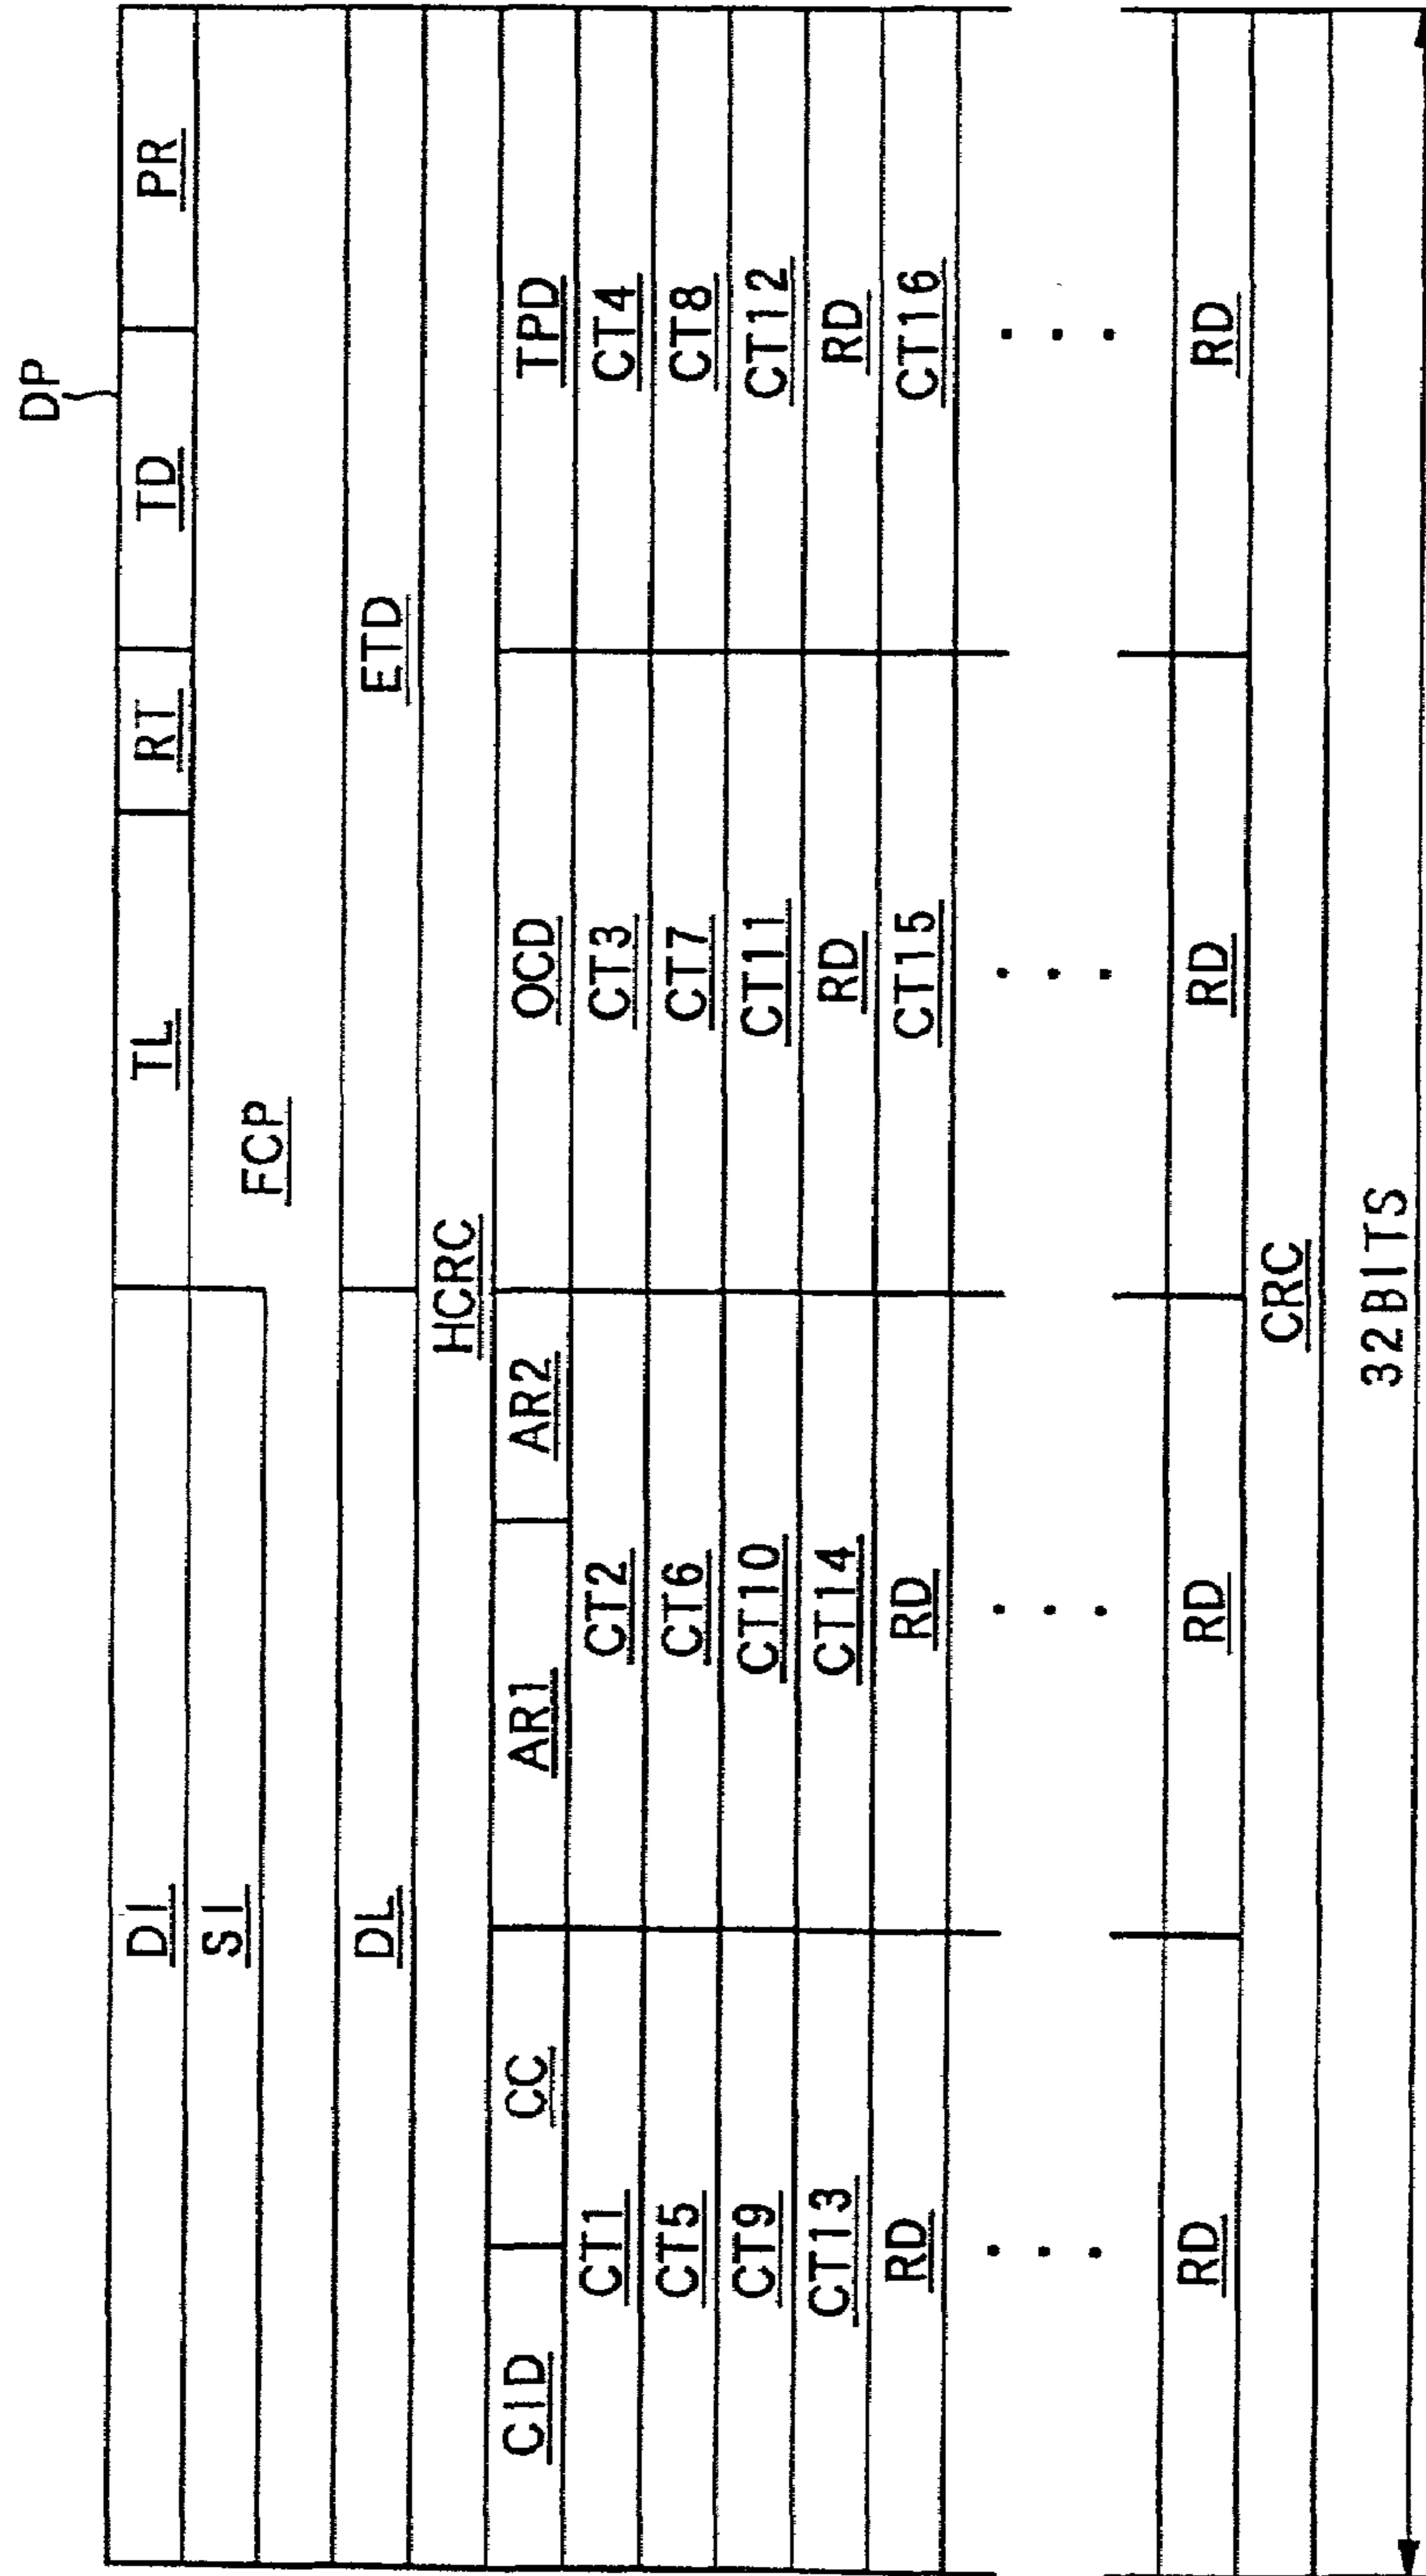 DP
DI TL RT TD PR
SI
FCP
DL ETD
HCRC
CID CC AR1 AR2 OCD TPD
CT1 CT2 CT3 CT4
CT5 CT6 CT7 CT8
CT9 CT10 CT11 CT12
CT13 CT14 RD RD
RD RD CT15 CT16
RD RD RD RD
CRC
32BITS